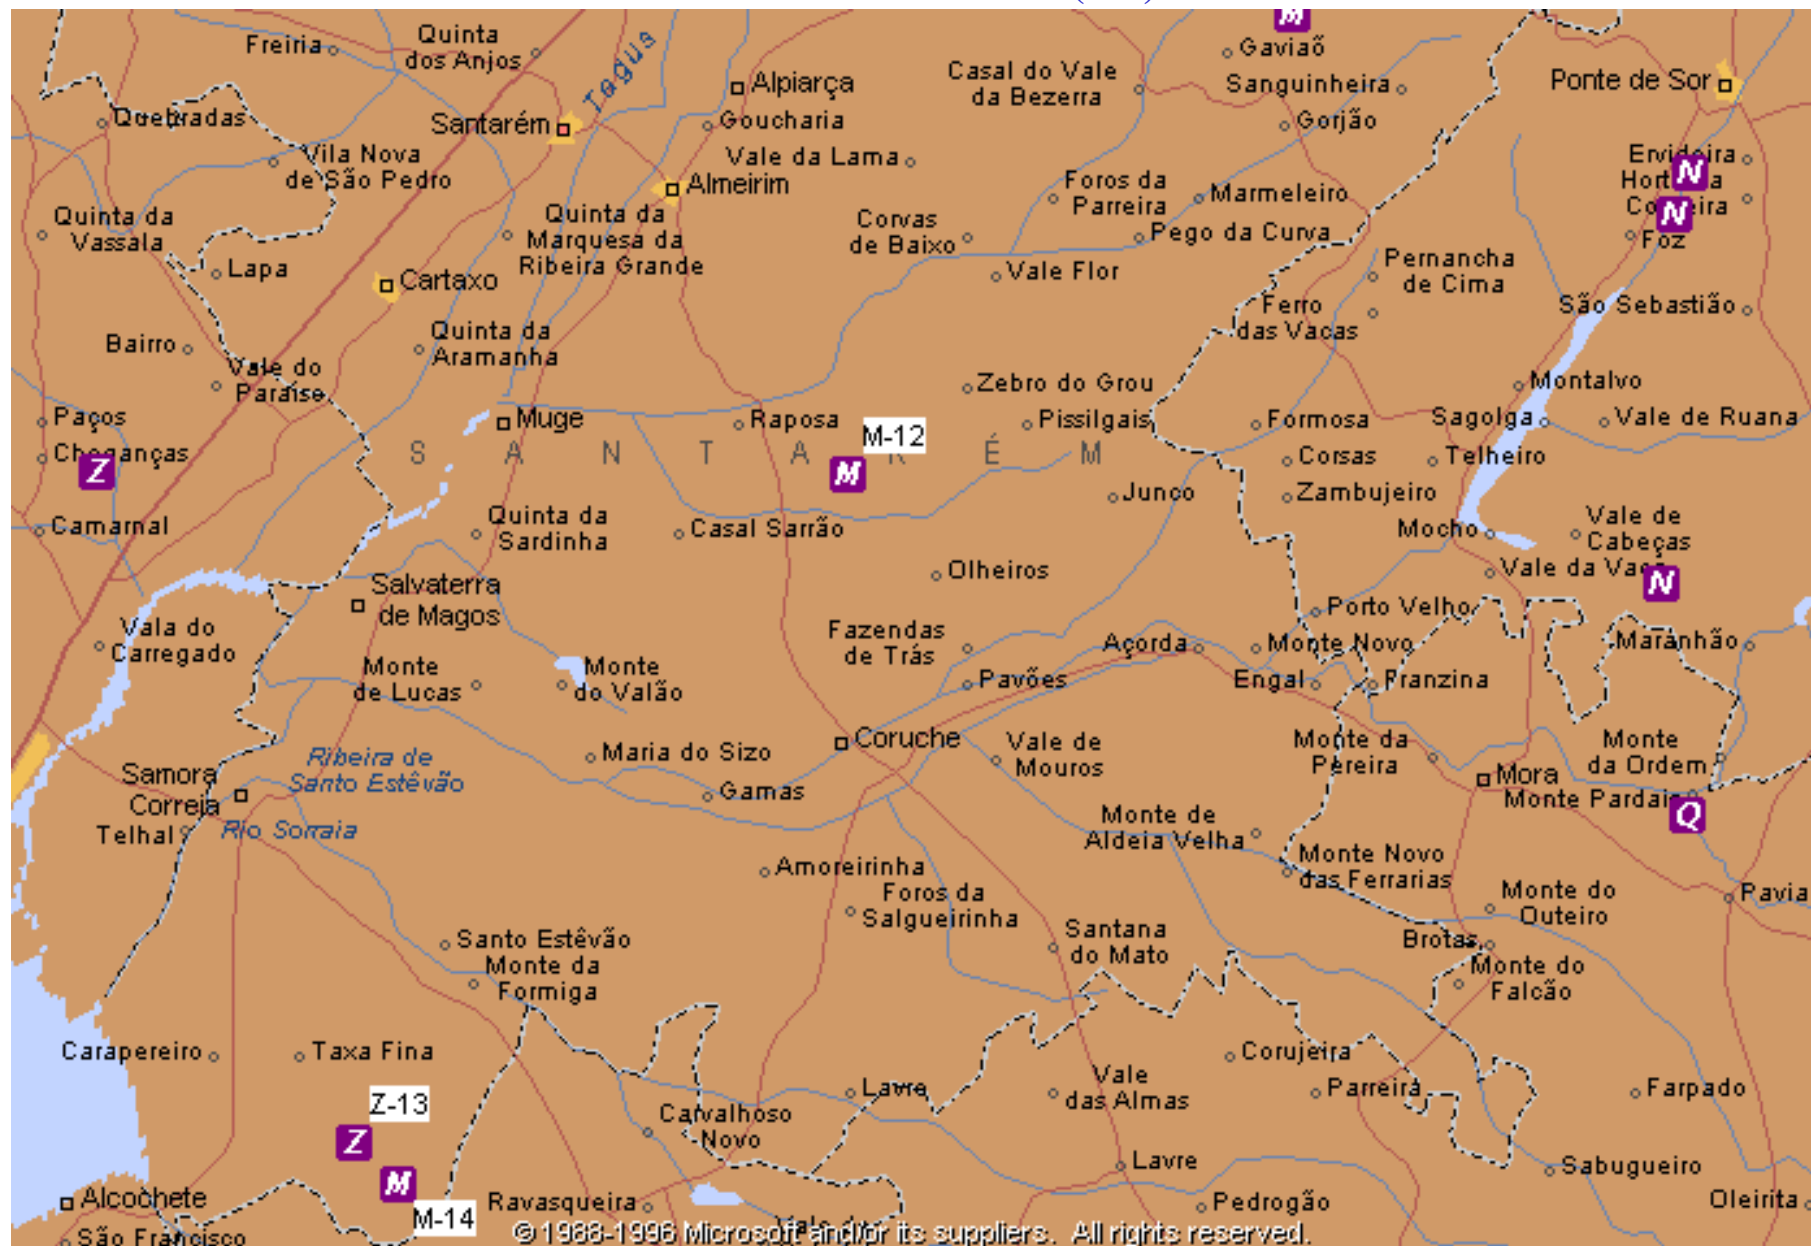 Freiria
Quinta
dos Anjos
Tagus
Alpiarça
Casal do Vale
da Bezerra
M
Gaviaõ
Sanguinheira
Ponte de Sor
Quebradas
Santarém
Goucharia
Gorjão
Vila Nova
de São Pedro
Vale da Lama
Almeirim
Foros da
Parreira
Marmeleiro
Ervideira
N
Quinta da
Vassala
Quinta da
Marquesa da
Ribeira Grande
Corvas
de Baixo
Pego da Curva
N
Foz
Lapa
Cartaxo
Vale Flor
Pernancha
de Cima
Ferro
das Vacas
São Sebastião
Bairro
Quinta da
Aramanha
Vale do
Paraíse
Zebro do Grou
Montalvo
Paços
Muge
Raposa
M-12
Pissilgais
Formosa
Sagolga
Vale de Ruana
Cheganças
Z
SANTARÉM
M
Corsas
Telheiro
Junco
Zambujeiro
Camarnal
Quinta da
Sardinha
Casal Sarrão
Mocho
Vale de
Cabeças
Olheiros
Vale da
N
Salvaterra
de Magos
Porto Velho
Vala do
Carregado
Fazendas
de Trás
Açorda
Monte Novo
Maranhão
Monte
de Lucas
Monte
do Valão
Pavões
Engal
Franzina
Coruche
Vale de
Mouros
Monte da
Pereira
Monte
da Ordem
Ribeira de
Santo Estêvão
Maria do Sizo
Samora
Correia
Gamas
Mora
Monte Pardais
Q
Telhal
Rio Sorraia
Monte de
Aldeia Velha
Amoreirinha
Monte Novo
das Ferrarias
Foros da
Salgueirinha
Monte do
Outeiro
Ravia
Santo Estêvão
Santana
do Mato
Brotas
Monte da
Formiga
Monte do
Falcão
Carapereiro
Taxa Fina
Corujeira
Lavre
Vale
das Almas
Parreira
Farpado
Z-13
Z
Carvalhoso
Novo
Lavre
Sabugueiro
M
Alcochete
M-14
Ravasqueira
Pedrogão
Oleirita
São Francisco
© 1988-1996 Microsoft and/or its suppliers. All rights reserved.